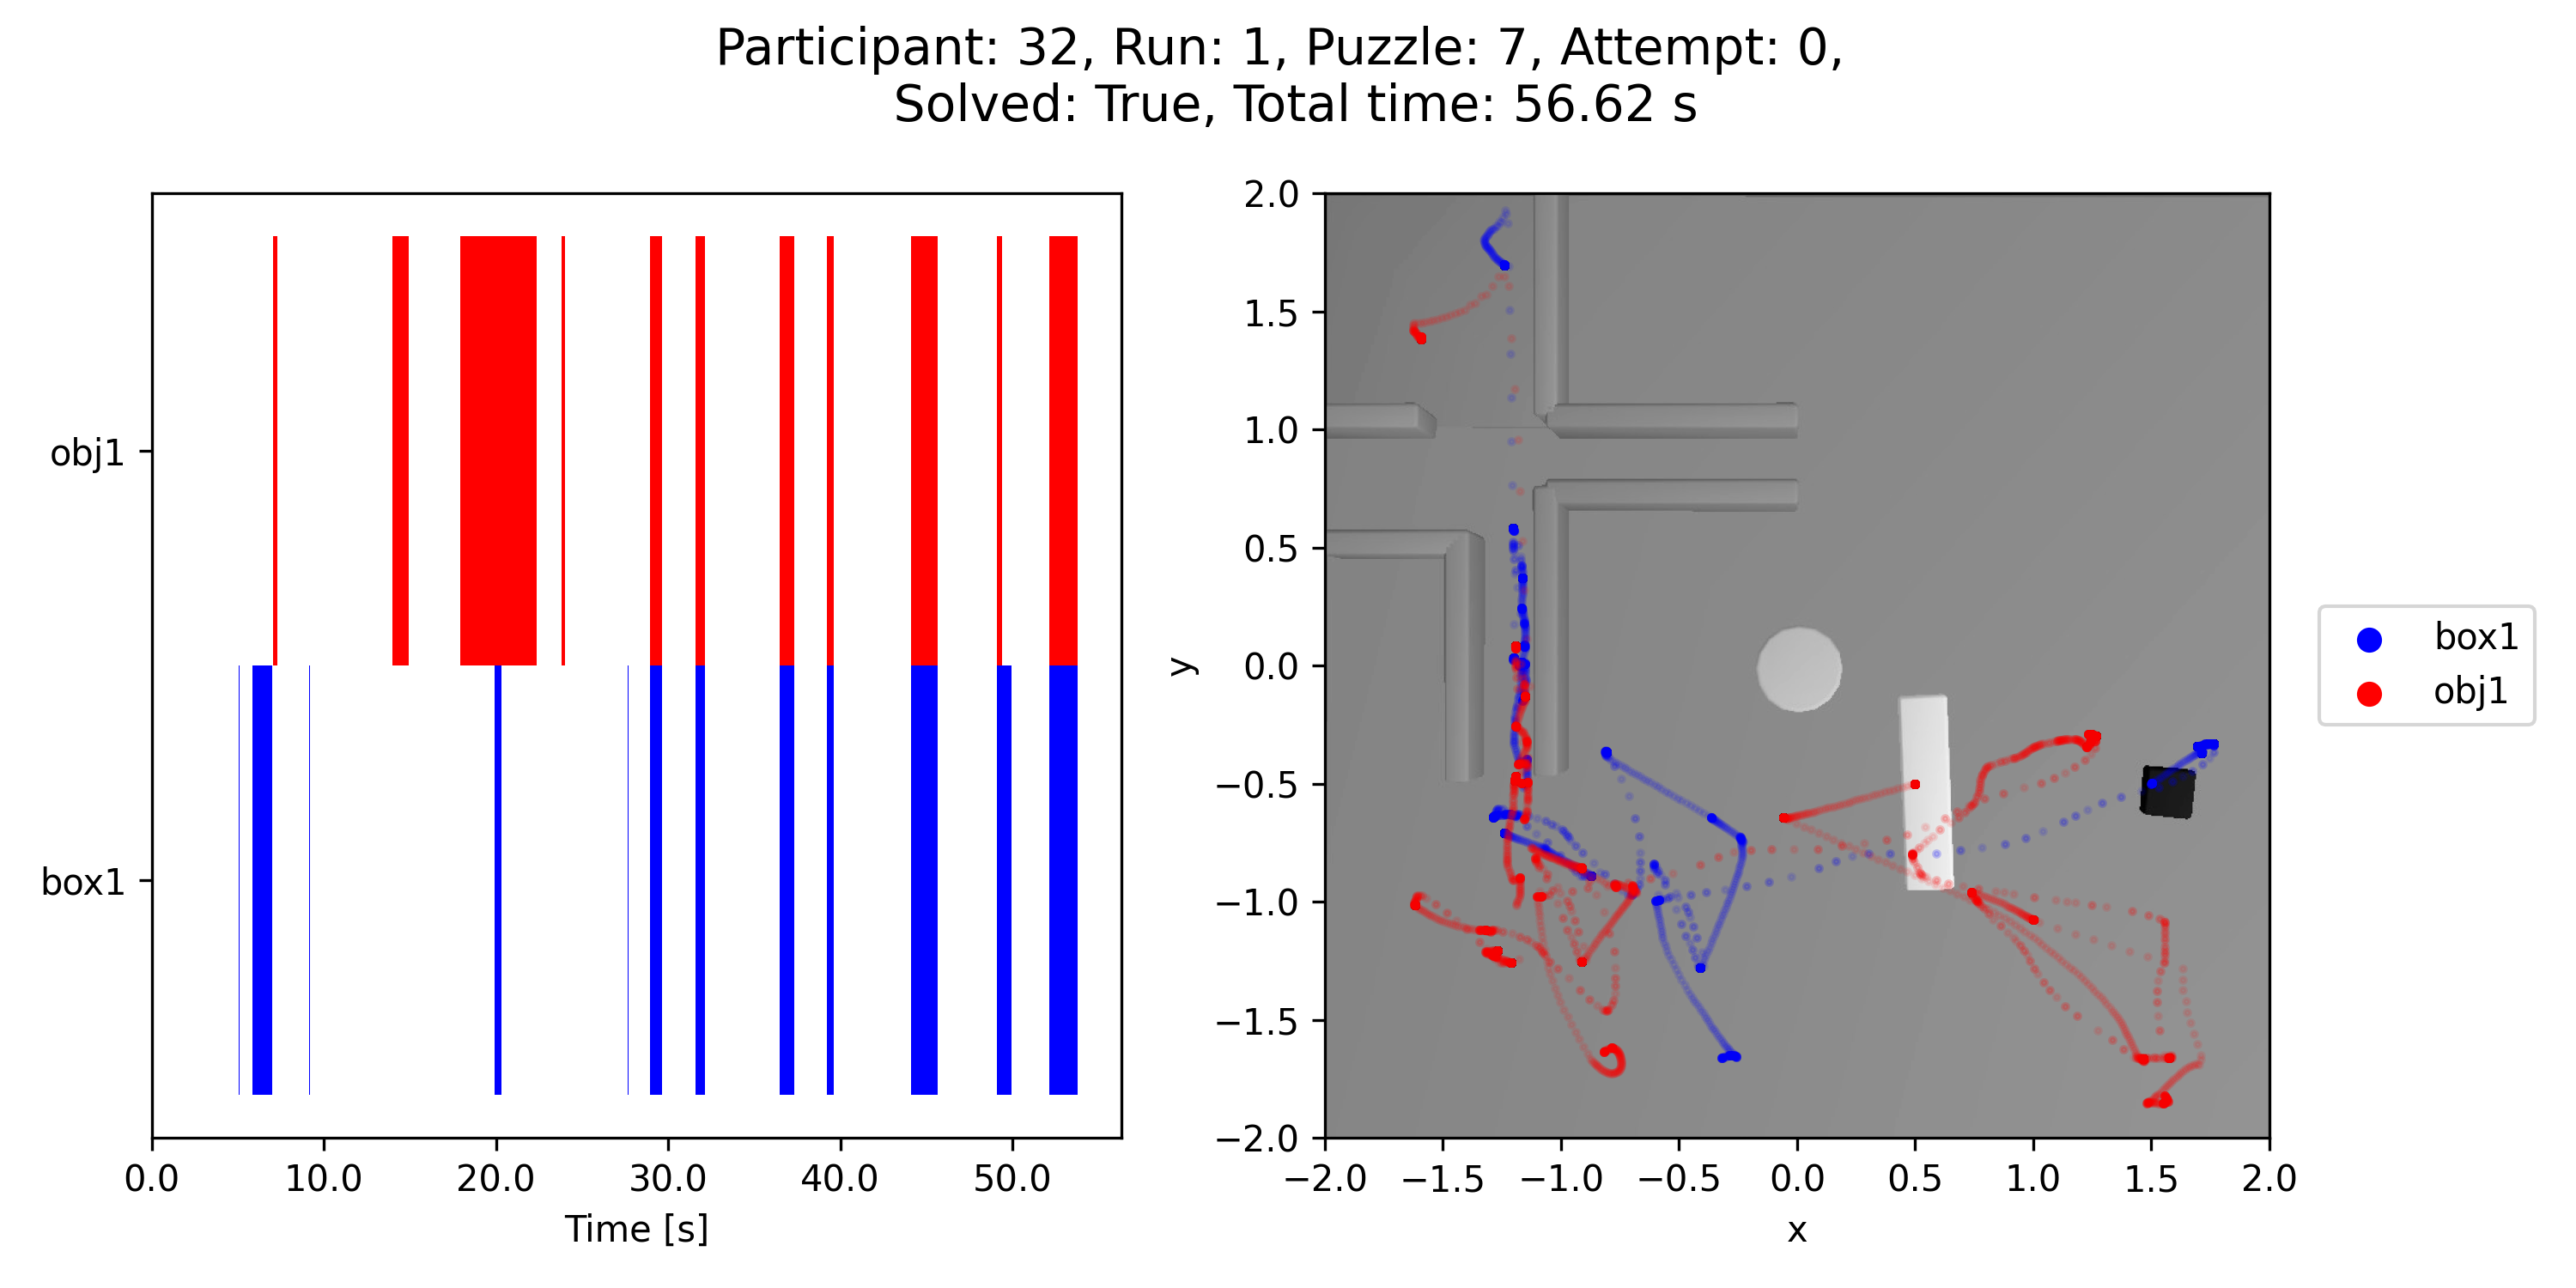 Participant: 32, Run: 1, Puzzle: 7, Attempt: 0,
Solved: True, Total time: 56.62 s
obj1
box1
0.0 10.0 20.0 30.0 40.0 50.0
Time [s]
2.0
1.5
1.0
0.5
0.0
−0.5
−1.0
−1.5
−2.0
y
−2.0 −1.5 −1.0 −0.5 0.0 0.5 1.0 1.5 2.0
x
box1
obj1